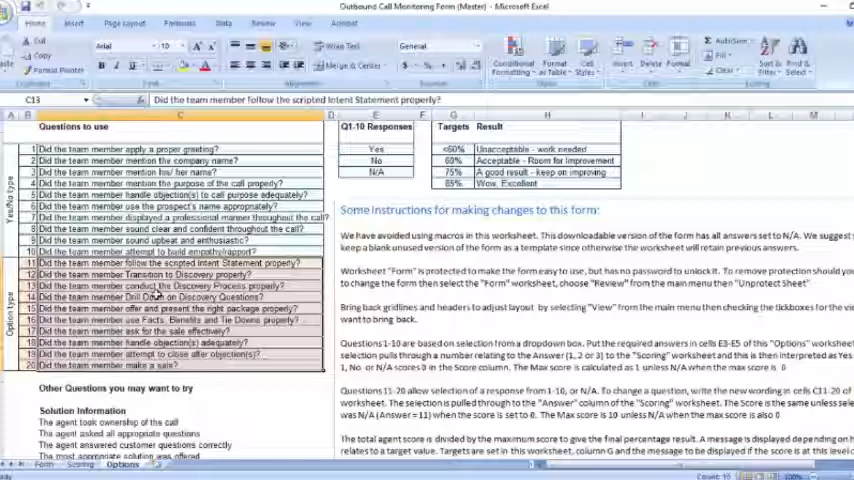 Outbound Call Monitoring Form (Master) - Microsoft Excel
Home Insert Page Layout Formulas Data Review View Acrobat
Cut
Copy
Format Painter
Arial 10
Wrap Text
Merge & Center
General
Conditional Formatting
Format as Table
Cell Styles
Insert Delete Format
AutoSum
Fill
Clear
Sort & Filter
Find & Select
Clipboard Font Alignment Number Styles Cells Editing
C13 Did the team member follow the scripted Intent Statement properly?
A B C D E F G H I J K L M
Questions to use
Yes/No type
1 Did the team member apply a proper greeting?
2 Did the team member mention the company name?
3 Did the team member mention his/ her name?
4 Did the team member mention the purpose of the call properly?
5 Did the team member handle objection(s) to call purpose adequately?
6 Did the team member use the prospect's name appropriately?
7 Did the team member displayed a professional manner throughout the call?
8 Did the team member sound clear and confident throughout the call?
9 Did the team member sound upbeat and enthusiastic?
10 Did the team member attempt to build empathy/rapport?
Option type
11 Did the team member follow the scripted Intent Statement properly?
12 Did the team member Transition to Discovery properly?
13 Did the team member conduct the Discovery Process properly?
14 Did the team member Drill Down on Discovery Questions?
15 Did the team member offer and present the right package properly?
16 Did the team member use Facts, Benefits and Tie Downs properly?
17 Did the team member ask for the sale effectively?
18 Did the team member handle objection(s) adequately?
19 Did the team member attempt to close after objection(s)?
20 Did the team member make a sale?
Other Questions you may want to try
Solution Information
The agent took ownership of the call
The agent asked all appropriate questions
The agent answered customer questions correctly
The most appropriate solution was offered
Q1-10 Responses
Yes
No
N/A
Targets Result
<60% Unacceptable - work needed
60% Acceptable - Room for Improvement
75% A good result - keep on improving
85% Wow, Excellent
Some Instructions for making changes to this form:
We have avoided using macros in this worksheet. This downloadable version of the form has all answers set to N/A. We suggest
keep a blank unused version of the form as a template since otherwise the worksheet will retain previous answers.
Worksheet "Form" is protected to make the form easy to use, but has no password to unlock it. To remove protection should you
to change the form then select the "Form" worksheet, choose "Review" from the main menu then "Unprotect Sheet"
Bring back gridlines and headers to adjust layout by selecting "View" from the main menu then checking the tickboxes for the
want to bring back.
Questions 1-10 are based on selection from a dropdown box. Put the required answers in cells E3-E5 of this "Options" worksheet
selection pulls through a number relating to the Answer (1, 2 or 3) to the "Scoring" worksheet and this is then interpreted as Yes
1, No or N/A scores 0 in the Score column. The Max score is calculated as 1 unless N/A when the max score is 0
Questions 11-20 allow selection of a response from 1-10, or N/A. To change a question, write the new wording in cells C11-20 of
worksheet. The selection is pulled through to the "Answer" column of the "Scoring" worksheet. The Score is the same unless
was N/A (Answer = 11) when the score is set to 0. The Max score is 10 unless N/A when the max score is also 0
The total agent score is divided by the maximum score to give the final percentage result. A message is displayed depending on
relates to a target value. Targets are set in this worksheet, column G and the message to be displayed if the score is at this level
Form Scoring Options
100%